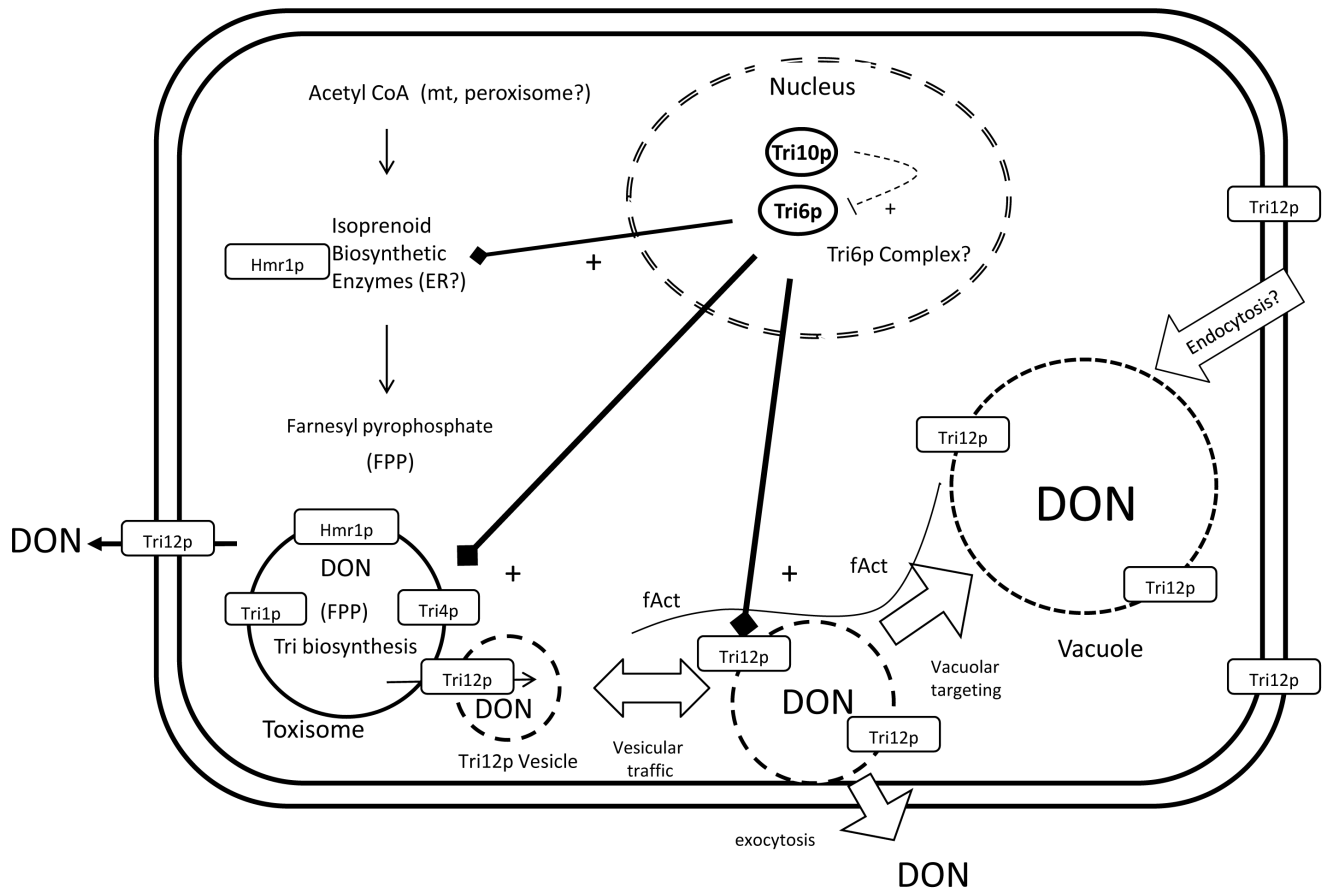 Acetyl CoA (mt, peroxisome?)
Nucleus
Tri10p
Tri6p
+
Tri6p Complex?
Isoprenoid
Biosynthetic
Enzymes (ER?)
Hmr1p
+
Tri12p
Endocytosis?
Farnesyl pyrophosphate
(FPP)
Tri12p
DON
Vacuole
Tri12p
DON
Tri12p
Hmr1p
DON
(FPP)
Tri1p
Tri4p
Tri biosynthesis
Toxisome
+
Tri12p
DON
Tri12p Vesicle
Vesicular
traffic
fAct
+
fAct
Tri12p
DON
Tri12p
Vacuolar
targeting
Tri12p
exocytosis
DON